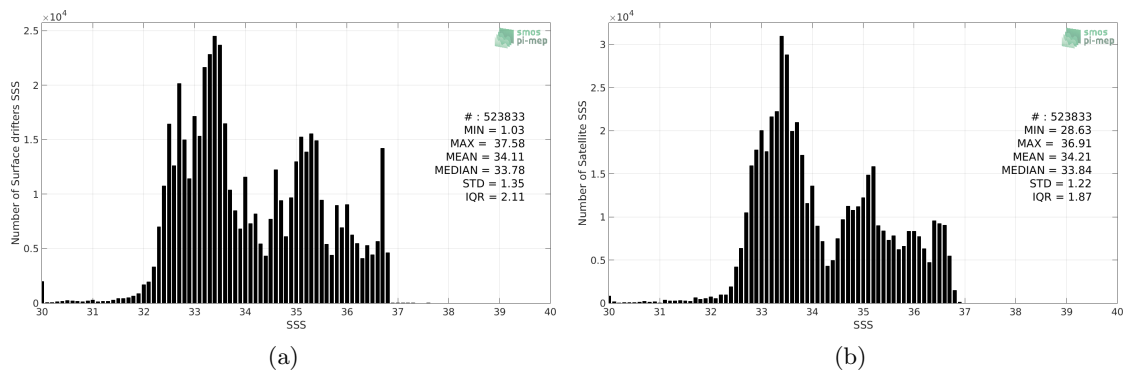 ×10⁴
2.5
2
1.5
1
0.5
0
Number of Surface drifters SSS
smos
pi-mep
# : 523833
MIN = 1.03
MAX = 37.58
MEAN = 34.11
MEDIAN = 33.78
STD = 1.35
IQR = 2.11
30 31 32 33 34 35 36 37 38 39 40
SSS
(a)
×10⁴
3
2.5
2
1.5
1
0.5
0
Number of Satellite SSS
smos
pi-mep
# : 523833
MIN = 28.63
MAX = 36.91
MEAN = 34.21
MEDIAN = 33.84
STD = 1.22
IQR = 1.87
30 31 32 33 34 35 36 37 38 39 40
SSS
(b)